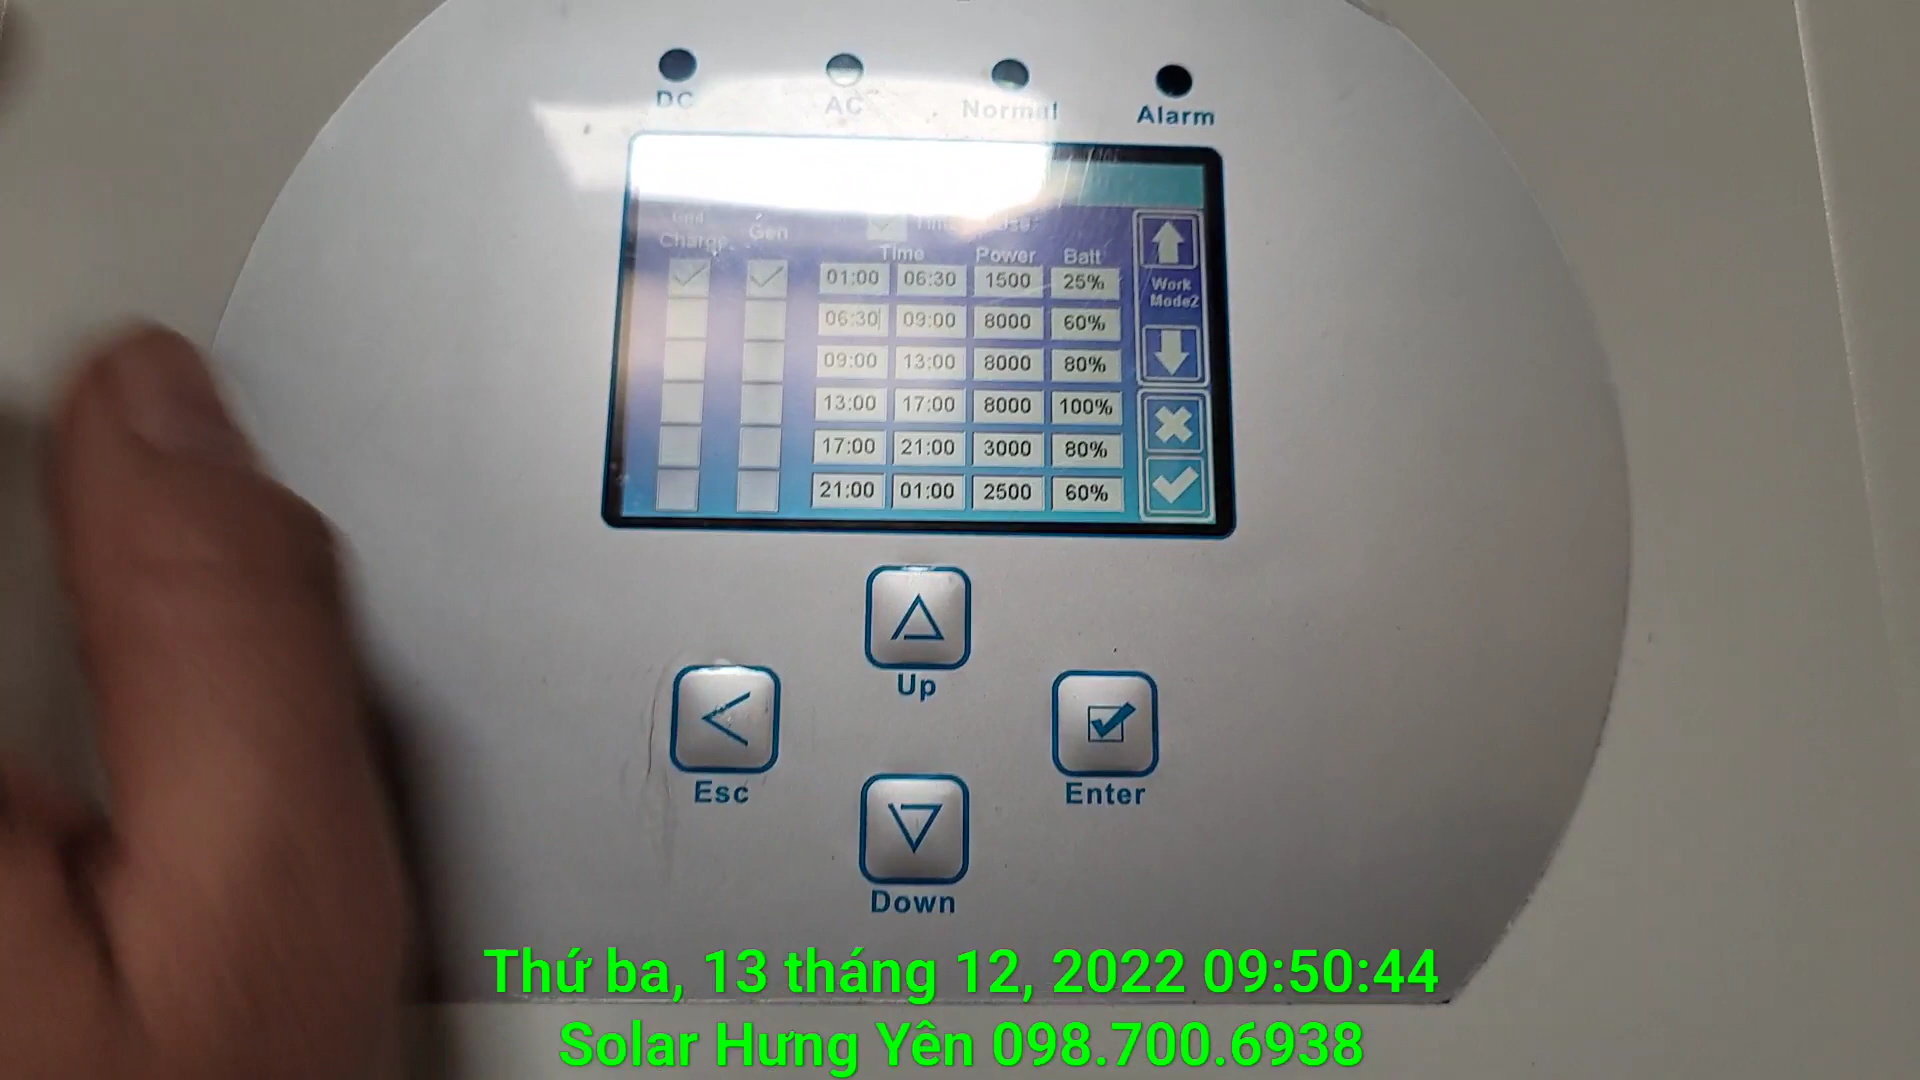 DC AC Normal Alarm
Charge Gen
Time Power Batt
01:00 06:30 1500 25%
06:30 09:00 8000 60%
09:00 13:00 8000 80%
13:00 17:00 8000 100%
17:00 21:00 3000 80%
21:00 01:00 2500 60%
Work
Mode2
Up
Esc
Enter
Down
Thứ ba, 13 tháng 12, 2022 09:50:44
Solar Hưng Yên 098.700.6938